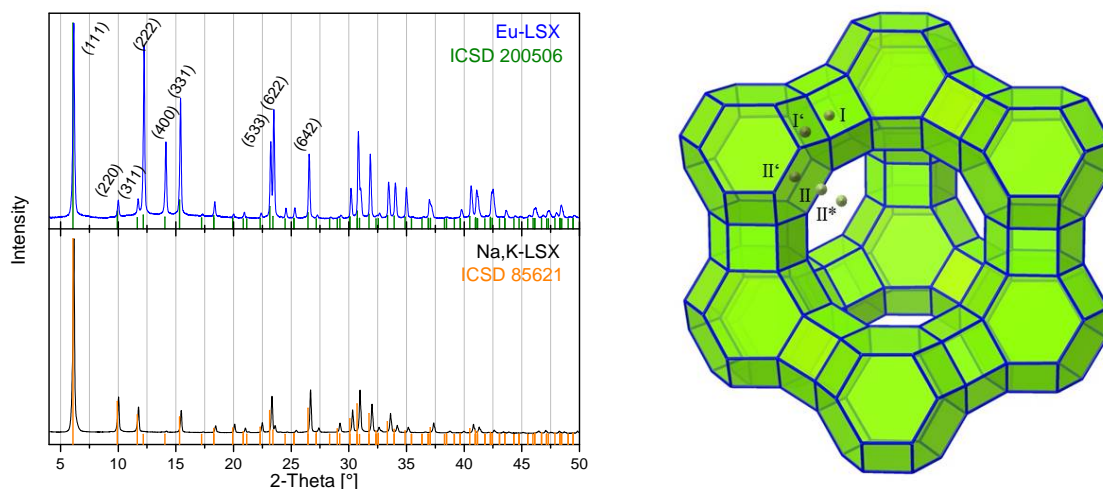 Eu-LSX
ICSD 200506
(111)
(220)
(311)
(222)
(400)
(331)
(533)
(622)
(642)
Na,K-LSX
ICSD 85621
Intensity
5 10 15 20 25 30 35 40 45 50
2-Theta [°]
I
I‘
II‘
II
II*